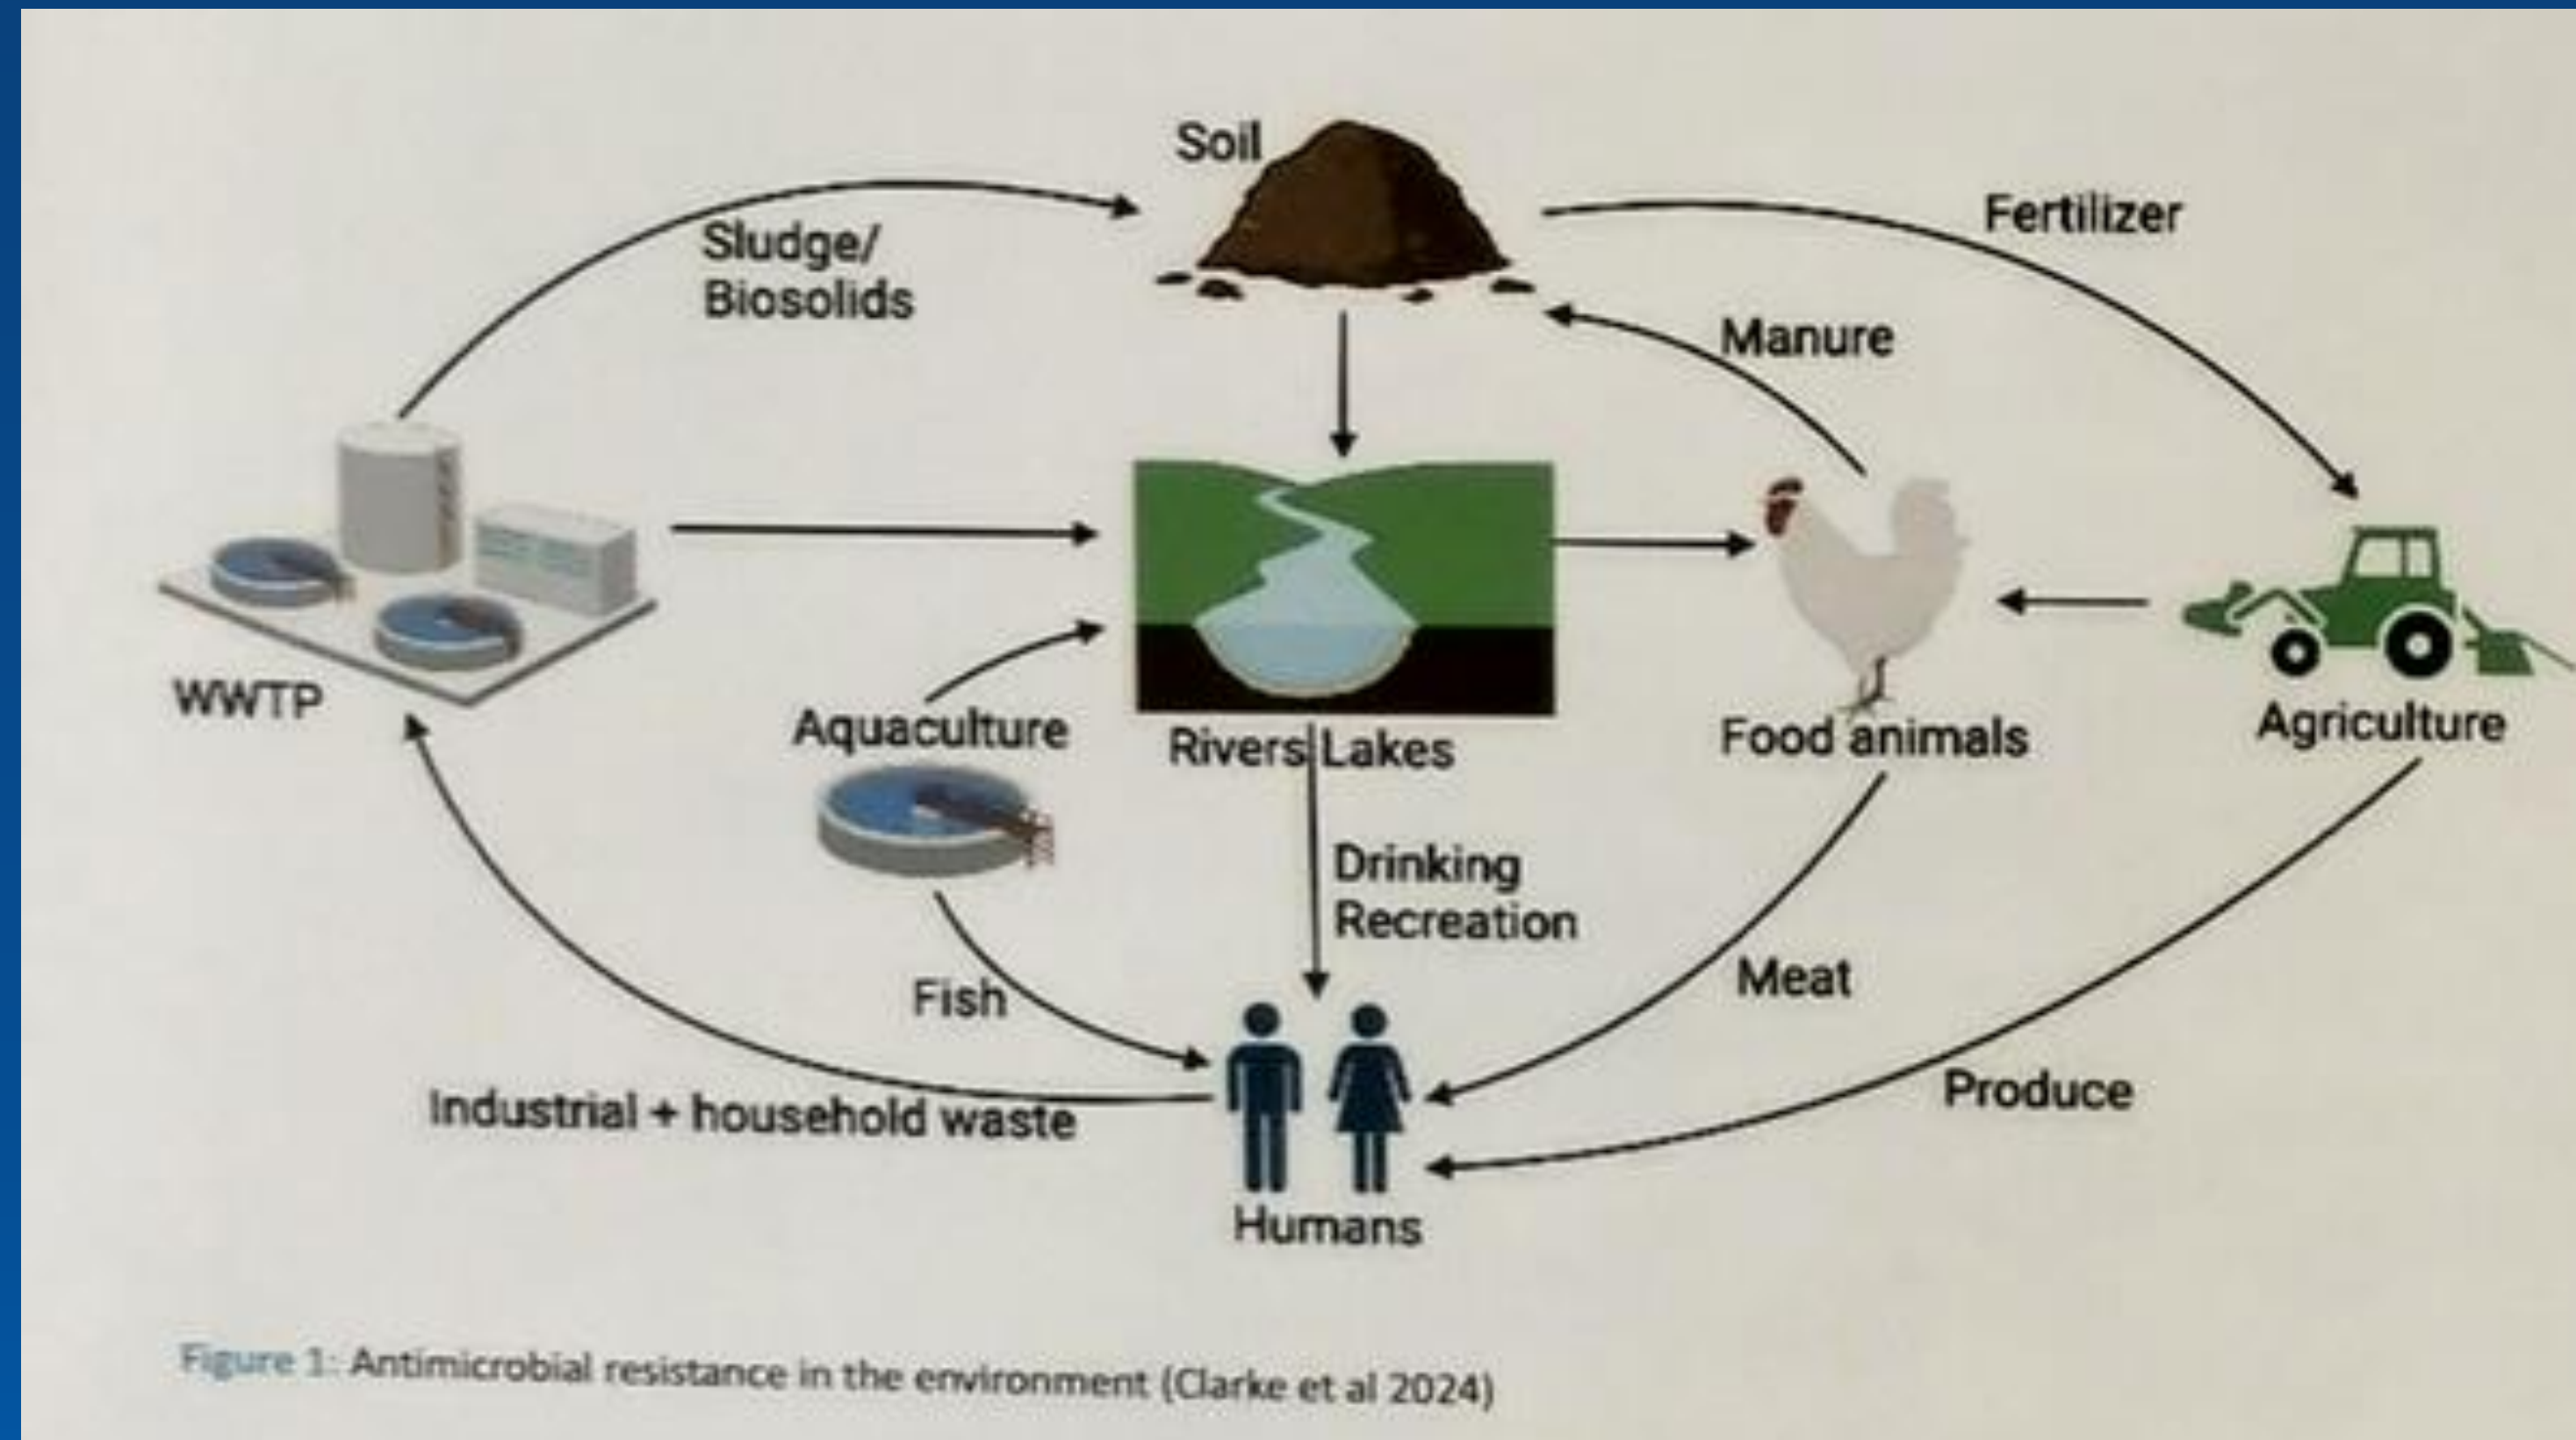 Soil
Fertilizer
Sludge/
Biosolids
Manure
WWTP
Aquaculture
Rivers Lakes
Food animals
Agriculture
Drinking
Recreation
Fish
Meat
Industrial + household waste
Produce
Humans
Figure 1: Antimicrobial resistance in the environment (Clarke et al 2024)